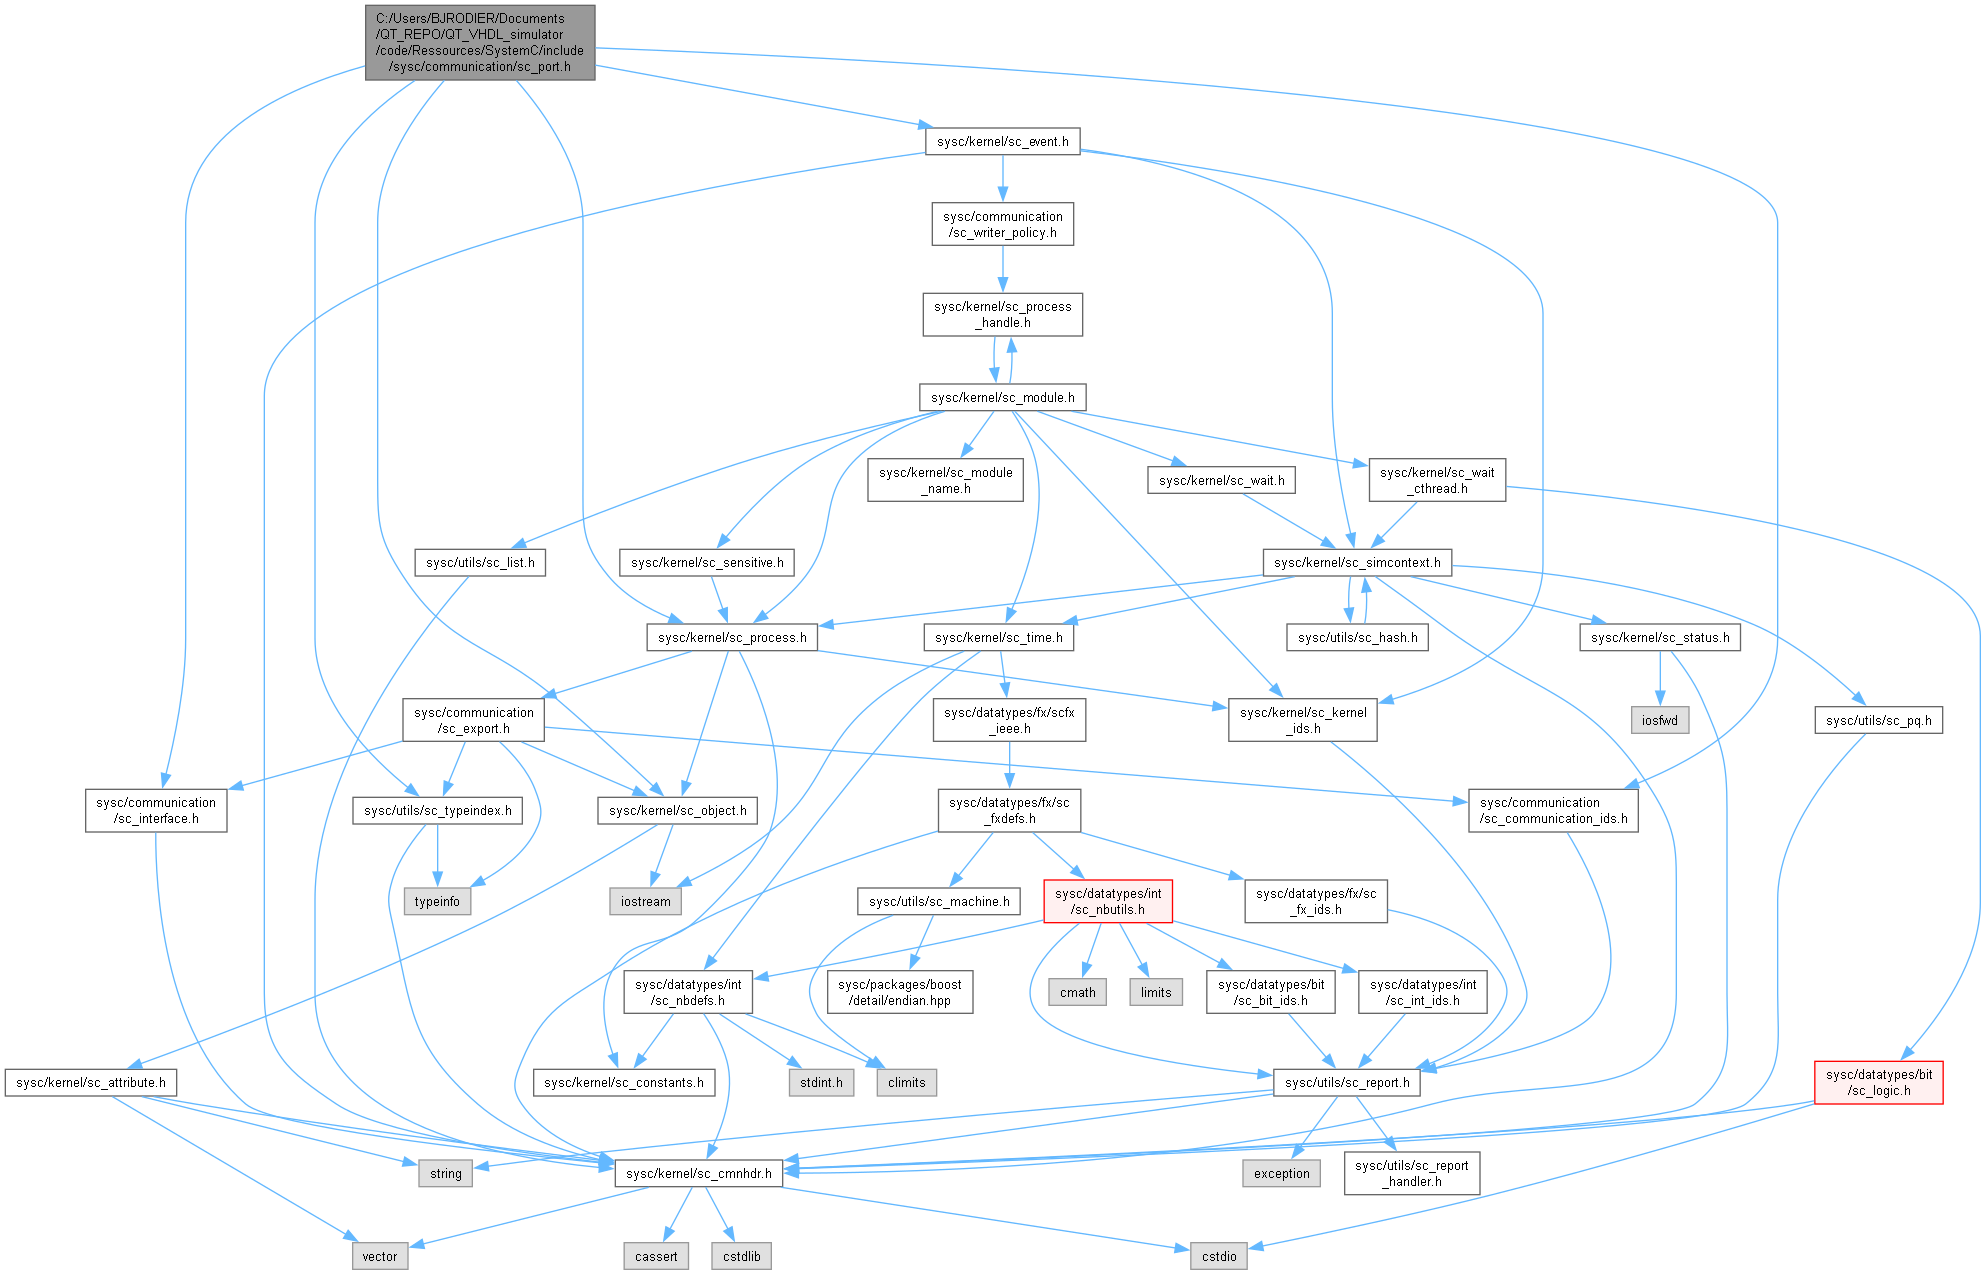 C:/Users/BJRODIER/Documents
/QT_REPO/QT_VHDL_simulator
/code/Ressources/SystemC/include
/sysc/communication/sc_port.h
sysc/kernel/sc_event.h
sysc/communication
/sc_writer_policy.h
sysc/kernel/sc_process
_handle.h
sysc/kernel/sc_module.h
sysc/kernel/sc_module
_name.h
sysc/kernel/sc_wait.h
sysc/kernel/sc_wait
_cthread.h
sysc/utils/sc_list.h
sysc/kernel/sc_sensitive.h
sysc/kernel/sc_simcontext.h
sysc/kernel/sc_process.h
sysc/kernel/sc_time.h
sysc/utils/sc_hash.h
sysc/kernel/sc_status.h
sysc/communication
/sc_export.h
sysc/datatypes/fx/scfx
_ieee.h
sysc/kernel/sc_kernel
_ids.h
iosfwd
sysc/utils/sc_pq.h
sysc/communication
/sc_interface.h
sysc/utils/sc_typeindex.h
sysc/kernel/sc_object.h
sysc/datatypes/fx/sc
_fxdefs.h
sysc/communication
/sc_communication_ids.h
typeinfo
iostream
sysc/utils/sc_machine.h
sysc/datatypes/int
/sc_nbutils.h
sysc/datatypes/fx/sc
_fx_ids.h
sysc/datatypes/int
/sc_nbdefs.h
sysc/packages/boost
/detail/endian.hpp
cmath
limits
sysc/datatypes/bit
/sc_bit_ids.h
sysc/datatypes/int
/sc_int_ids.h
sysc/kernel/sc_attribute.h
sysc/kernel/sc_constants.h
stdint.h
climits
sysc/utils/sc_report.h
sysc/datatypes/bit
/sc_logic.h
string
sysc/kernel/sc_cmnhdr.h
exception
sysc/utils/sc_report
_handler.h
vector
cassert
cstdlib
cstdio